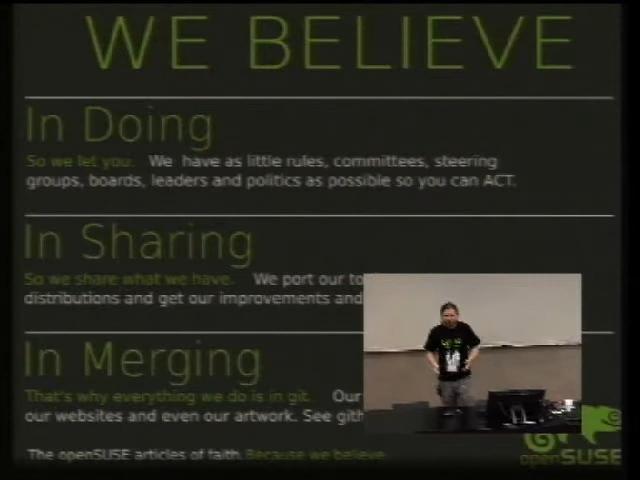 WE BELIEVE
In Doing
So we let you. We have as little rules, committees, steering
groups, boards, leaders and politics as possible so you can ACT.
In Sharing
So we share what we have. We port our
distributions and get our improvements and
In Merging
That's why everything we do is in git. Our
our websites and even our artwork. See
The openSUSE articles of faith. Because we believe
openSUSE